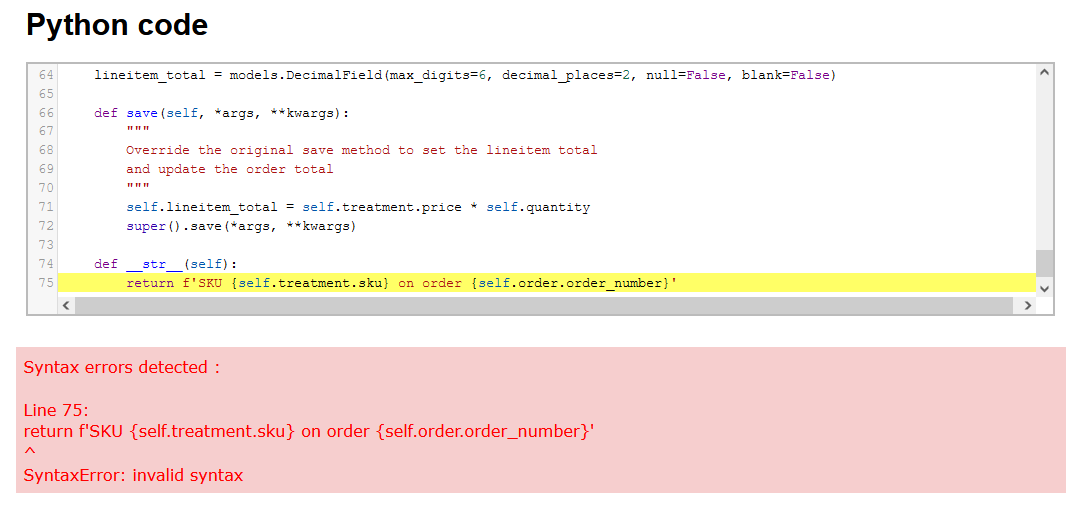 Python code
64 lineitem_total = models.DecimalField(max_digits=6, decimal_places=2, null=False, blank=False)
65
66 def save(self, *args, **kwargs):
67 """
68 Override the original save method to set the lineitem total
69 and update the order total
70 """
71 self.lineitem_total = self.treatment.price * self.quantity
72 super().save(*args, **kwargs)
73
74 def __str__(self):
75 return f'SKU {self.treatment.sku} on order {self.order.order_number}'
Syntax errors detected :
Line 75:
return f'SKU {self.treatment.sku} on order {self.order.order_number}'
^
SyntaxError: invalid syntax